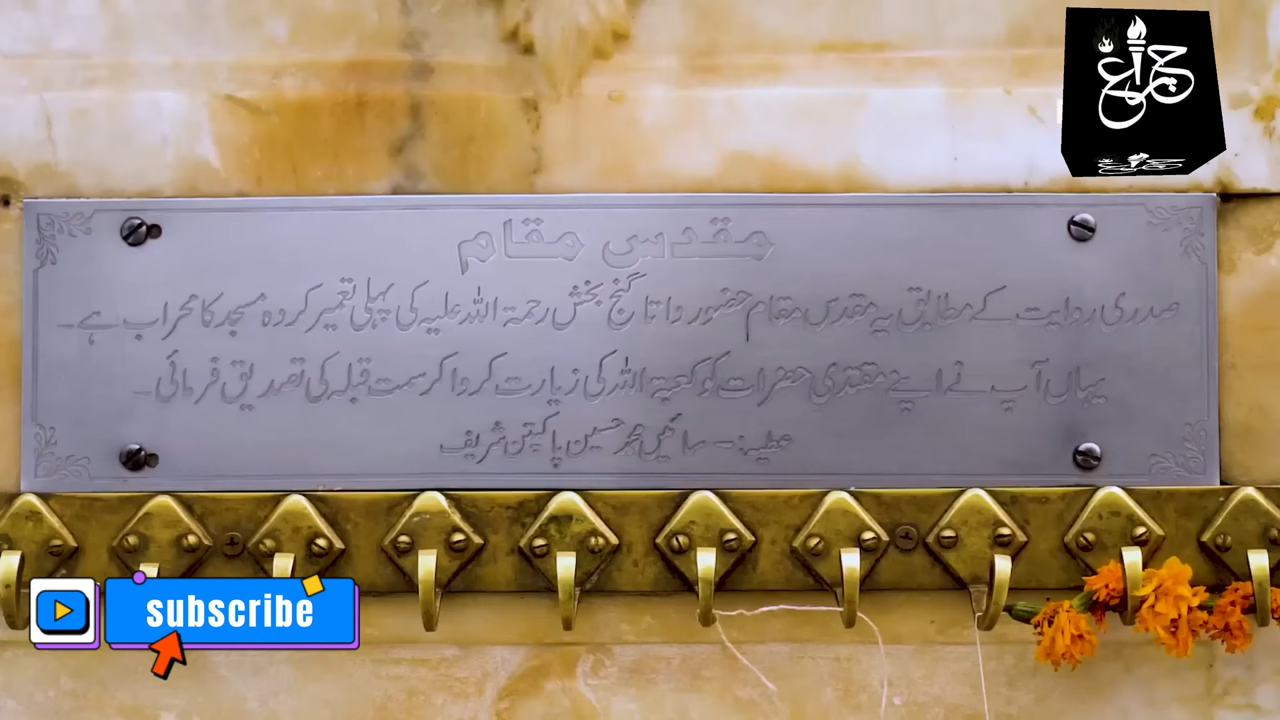 چراغ
مقدس مقام
صدری روایت کے مطابق یہ مقدس مقام حضور داتا گنج بخش رحمۃ اللہ علیہ کی پہلی تعمیر کردہ مسجد کا محراب ہے۔
یہاں آپ نے اپنے مقتدی حضرات کو کعبۃ اللہ کی زیارت کروا کر سمت قبلہ کی تصدیق فرمائی۔
عطیہ:- سائیں محمد حسین پاکپتن شریف
subscribe